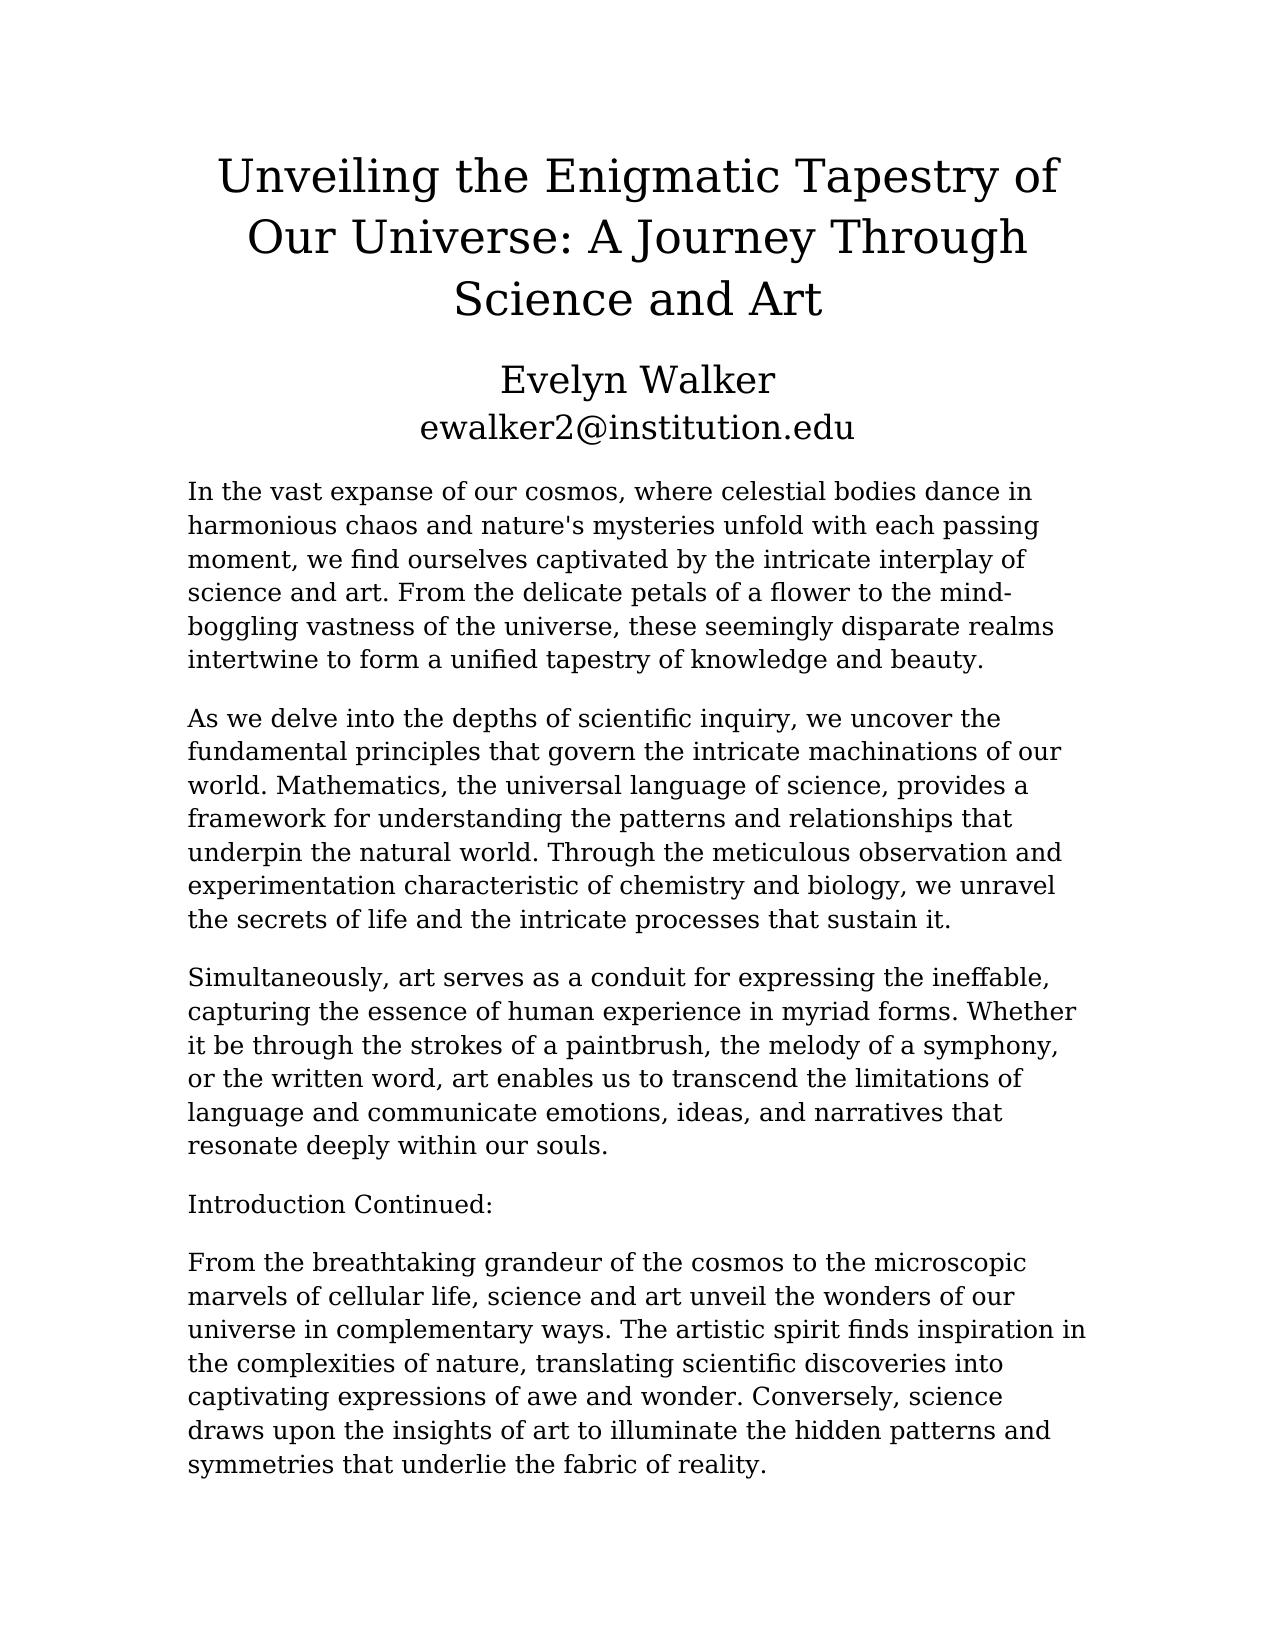 Unveiling the Enigmatic Tapestry of
Our Universe: A Journey Through
Science and Art
Evelyn Walker
ewalker2@institution.edu
In the vast expanse of our cosmos, where celestial bodies dance in
harmonious chaos and nature's mysteries unfold with each passing
moment, we find ourselves captivated by the intricate interplay of
science and art. From the delicate petals of a flower to the mind-
boggling vastness of the universe, these seemingly disparate realms
intertwine to form a unified tapestry of knowledge and beauty.
As we delve into the depths of scientific inquiry, we uncover the
fundamental principles that govern the intricate machinations of our
world. Mathematics, the universal language of science, provides a
framework for understanding the patterns and relationships that
underpin the natural world. Through the meticulous observation and
experimentation characteristic of chemistry and biology, we unravel
the secrets of life and the intricate processes that sustain it.
Simultaneously, art serves as a conduit for expressing the ineffable,
capturing the essence of human experience in myriad forms. Whether
it be through the strokes of a paintbrush, the melody of a symphony,
or the written word, art enables us to transcend the limitations of
language and communicate emotions, ideas, and narratives that
resonate deeply within our souls.
Introduction Continued:
From the breathtaking grandeur of the cosmos to the microscopic
marvels of cellular life, science and art unveil the wonders of our
universe in complementary ways. The artistic spirit finds inspiration in
the complexities of nature, translating scientific discoveries into
captivating expressions of awe and wonder. Conversely, science
draws upon the insights of art to illuminate the hidden patterns and
symmetries that underlie the fabric of reality.